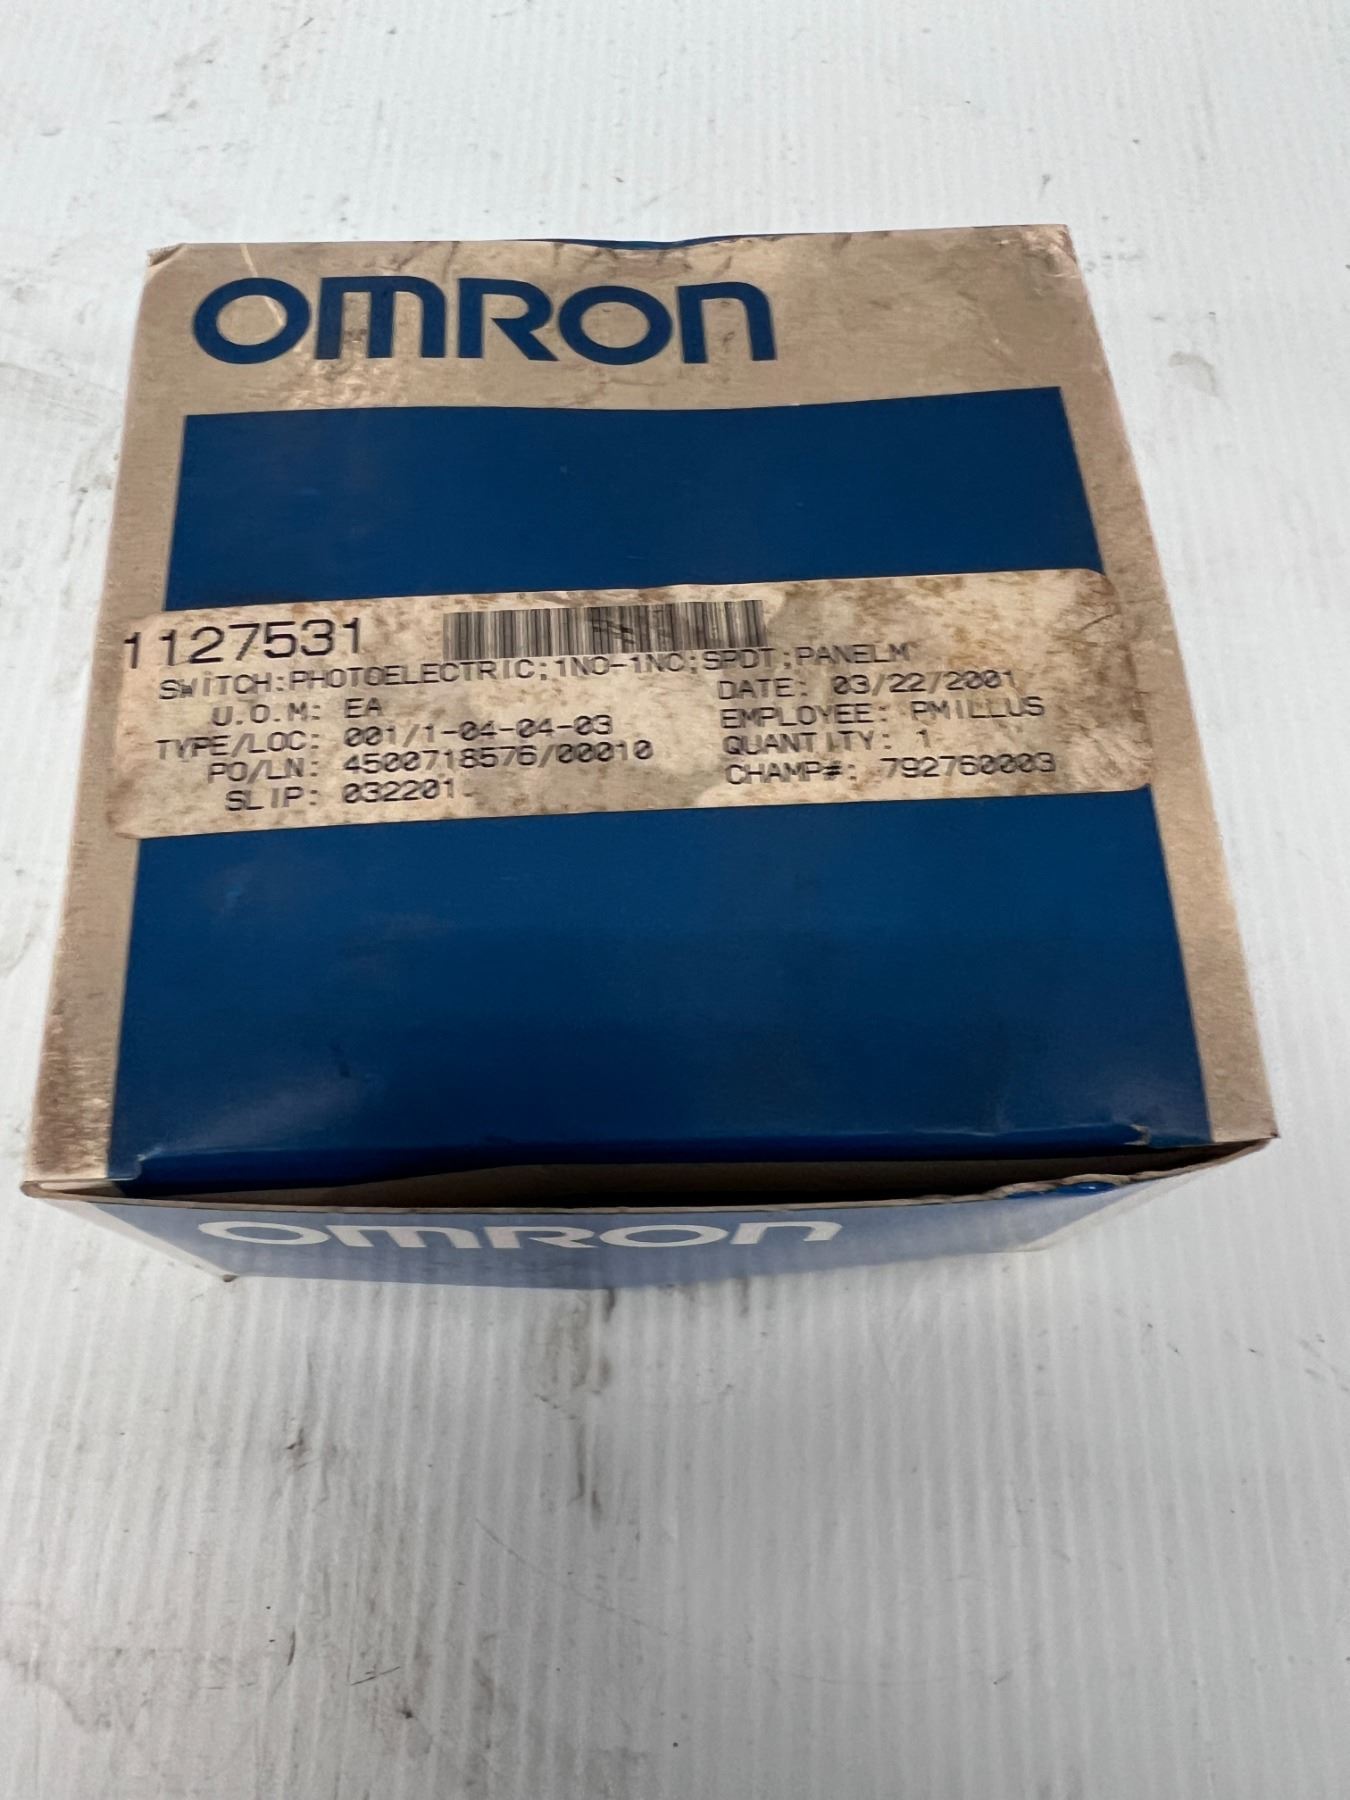 OMRON
1127531
SWITCH:PHOTOELECTRIC;1NO-1NC;SPDT;PANELM
U.O.M: EA
DATE: 03/22/2001
TYPE/LOC: 001/1-04-04-03
EMPLOYEE: PMILLUS
PO/LN: 4500718576/00010
QUANTITY: 1
SLIP: 032201
CHAMP#: 792760003
OMRON